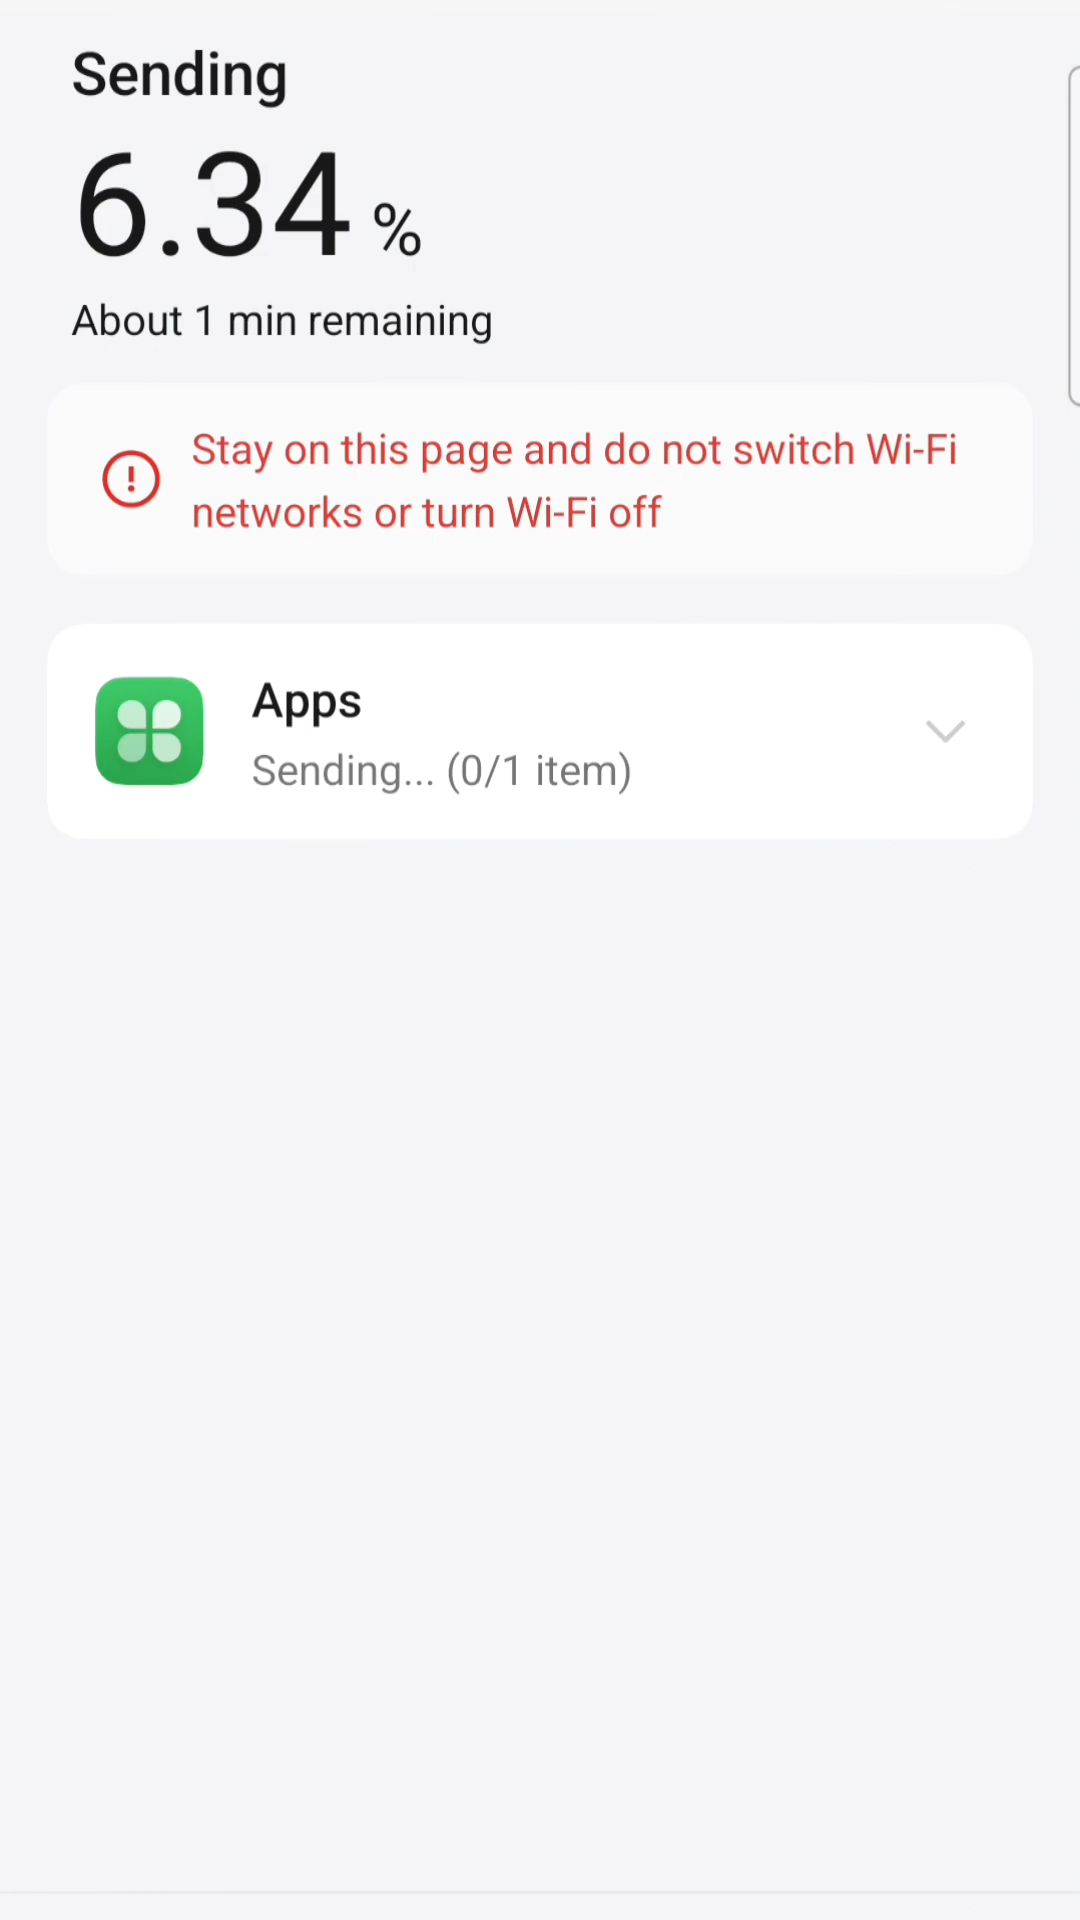 Sending
6.34 %
About 1 min remaining
Stay on this page and do not switch Wi-Fi
networks or turn Wi-Fi off
Apps
Sending... (0/1 item)